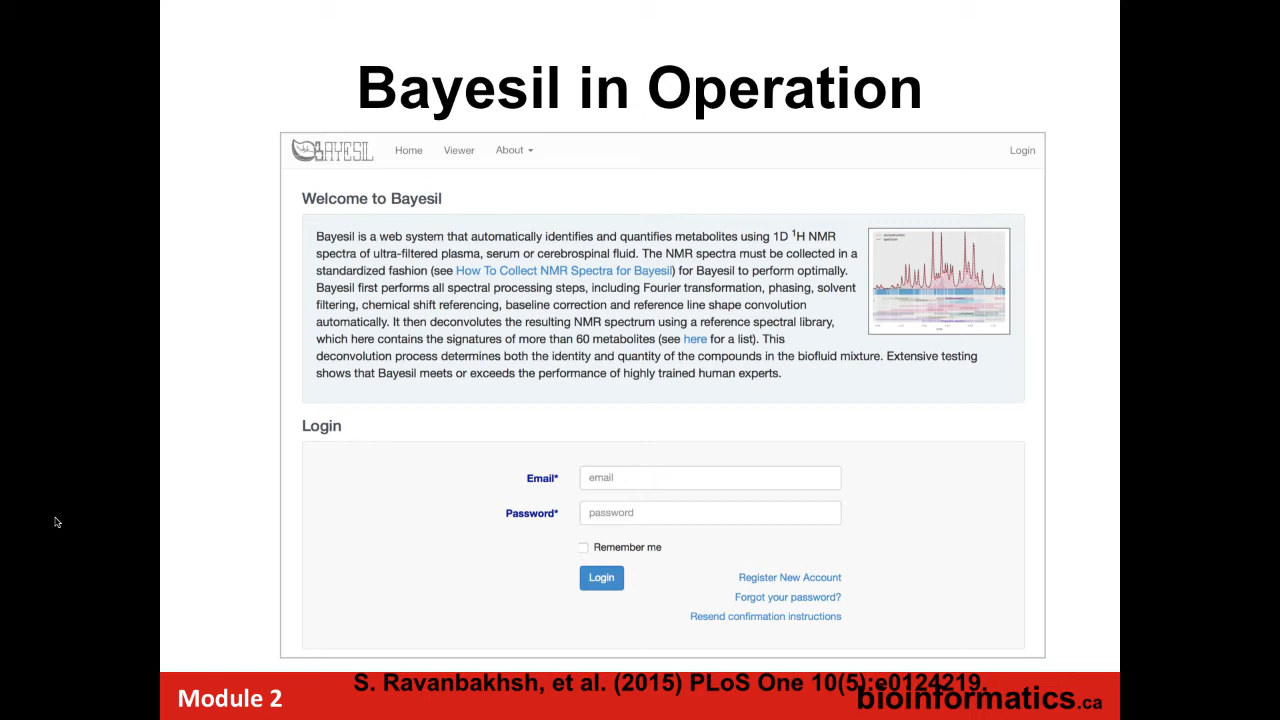 Bayesil in Operation
BAYESIL Home Viewer About Login
Welcome to Bayesil
Bayesil is a web system that automatically identifies and quantifies metabolites using 1D ¹H NMR
spectra of ultra-filtered plasma, serum or cerebrospinal fluid. The NMR spectra must be collected in a
standardized fashion (see How To Collect NMR Spectra for Bayesil) for Bayesil to perform optimally.
Bayesil first performs all spectral processing steps, including Fourier transformation, phasing, solvent
filtering, chemical shift referencing, baseline correction and reference line shape convolution
automatically. It then deconvolutes the resulting NMR spectrum using a reference spectral library,
which here contains the signatures of more than 60 metabolites (see here for a list). This
deconvolution process determines both the identity and quantity of the compounds in the biofluid mixture. Extensive testing
shows that Bayesil meets or exceeds the performance of highly trained human experts.
Login
Email* email
Password* password
Remember me
Login Register New Account
Forgot your password?
Resend confirmation instructions
S. Ravanbakhsh, et al. (2015) PLoS One 10(5):e0124219.
Module 2 bioinformatics.ca